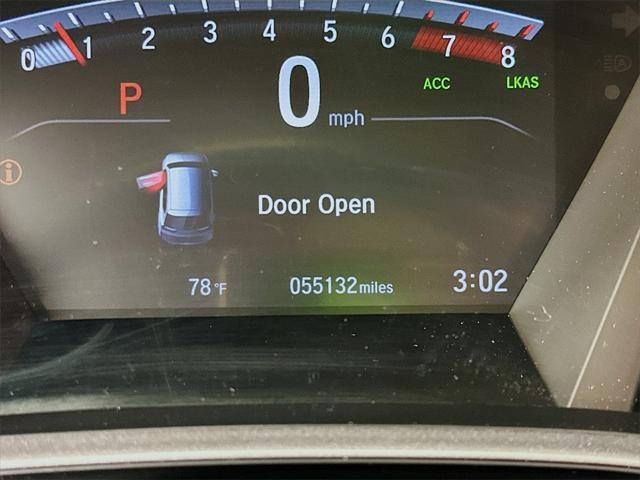 0 1 2 3 4 5 6 7 8
P 0 mph ACC LKAS
Door Open
78°F 055132 miles 3:02